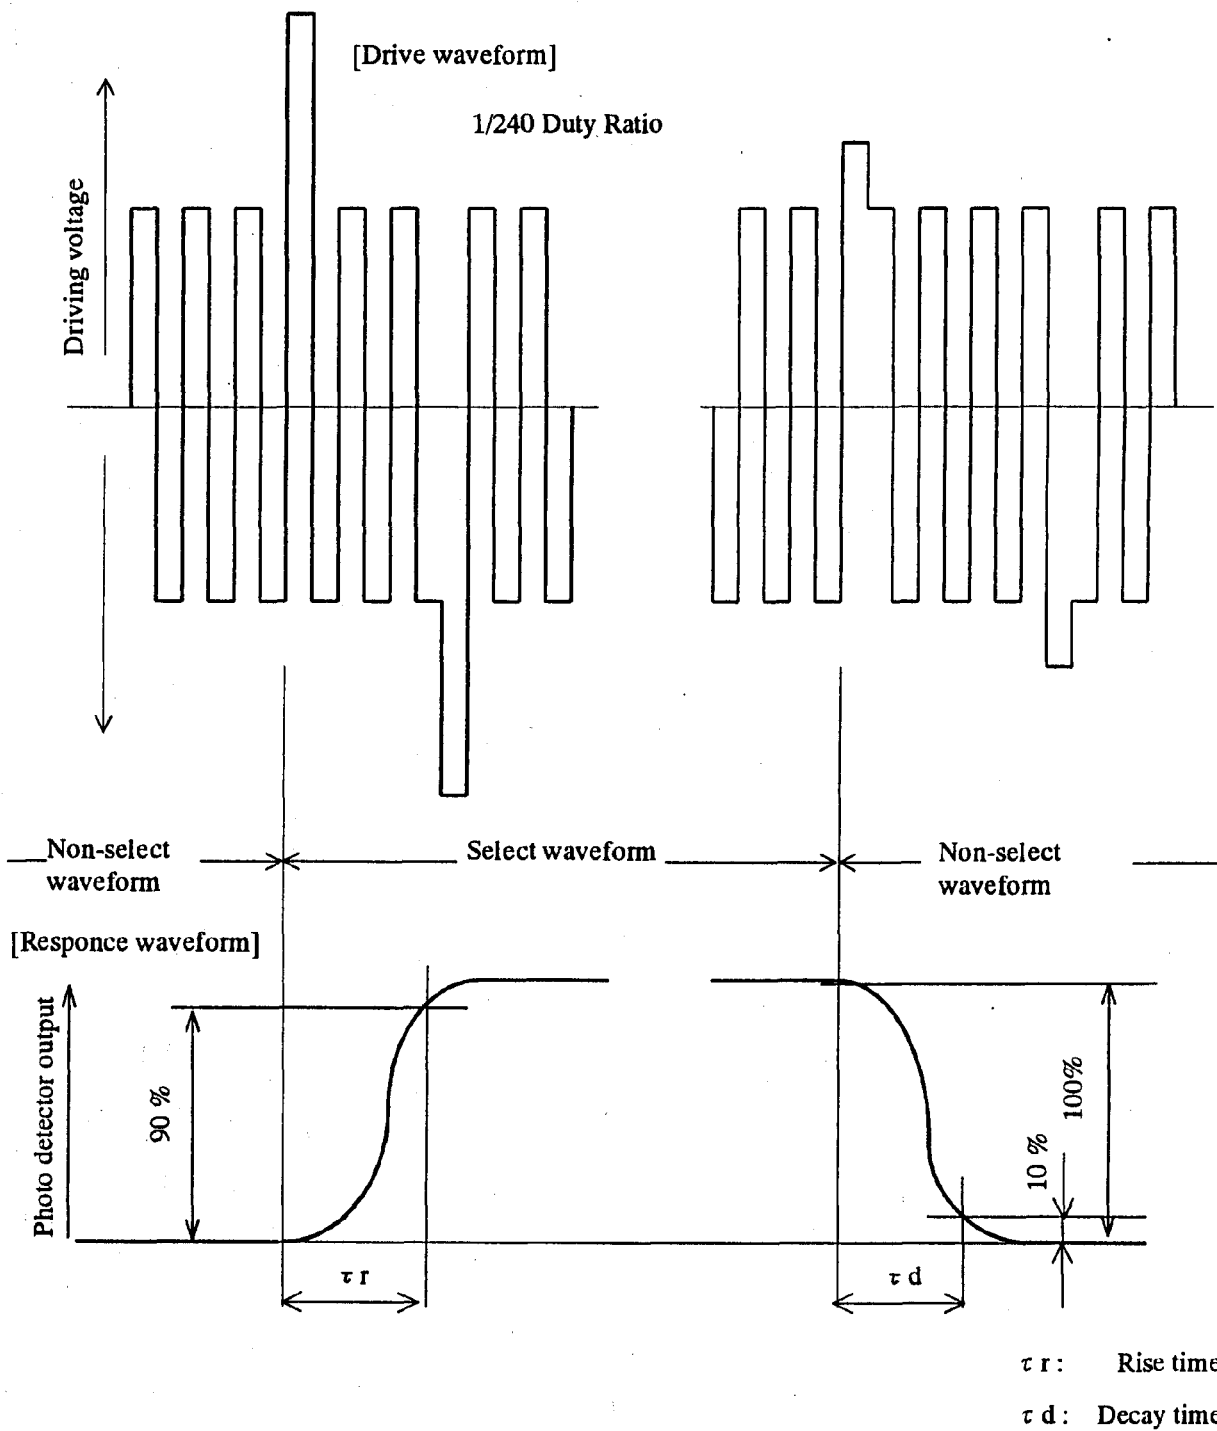 [Drive waveform]
1/240 Duty Ratio
Driving voltage
Non-select
waveform
Select waveform
Non-select
waveform
[Responce waveform]
Photo detector output
90 %
100%
10 %
τ r
τ d
τ r : Rise time
τ d : Decay time